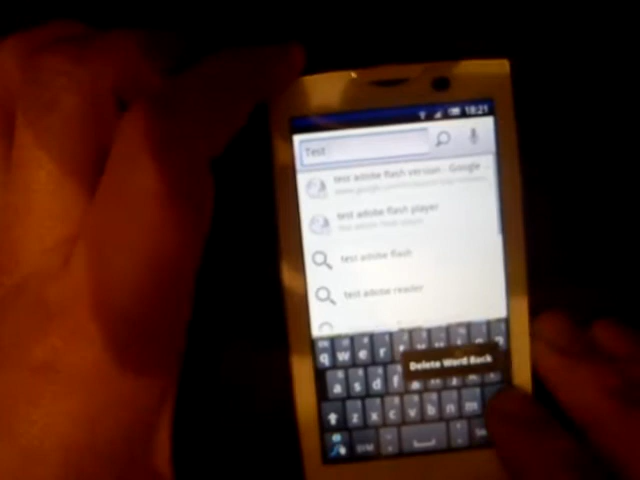 18:21
Test
test adobe flash version - Google
test adobe flash player
test adobe flash
test adobe reader
q w e r
Delete Word Back
a s d f
z x c v b n m
SYM